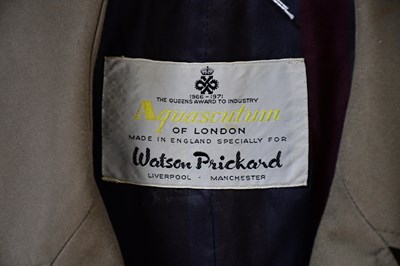 1966-1971
THE QUEENS AWARD TO INDUSTRY
Aquascutum
OF LONDON
MADE IN ENGLAND SPECIALLY FOR
Watson Prickard
LIVERPOOL - MANCHESTER